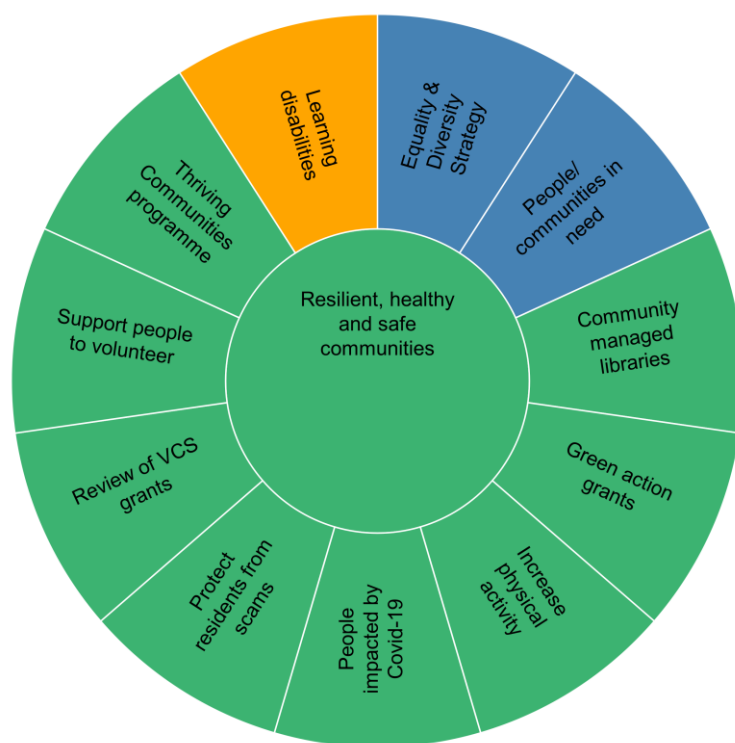 Resilient, healthy
and safe
communities
Equality &
Diversity
Strategy
People/
communities in
need
Community
managed
libraries
Green action
grants
Increase
physical
activity
People
impacted by
Covid-19
Protect
residents from
scams
Review of VCS
grants
Support people
to volunteer
Thriving
Communities
programme
Learning
disabilities